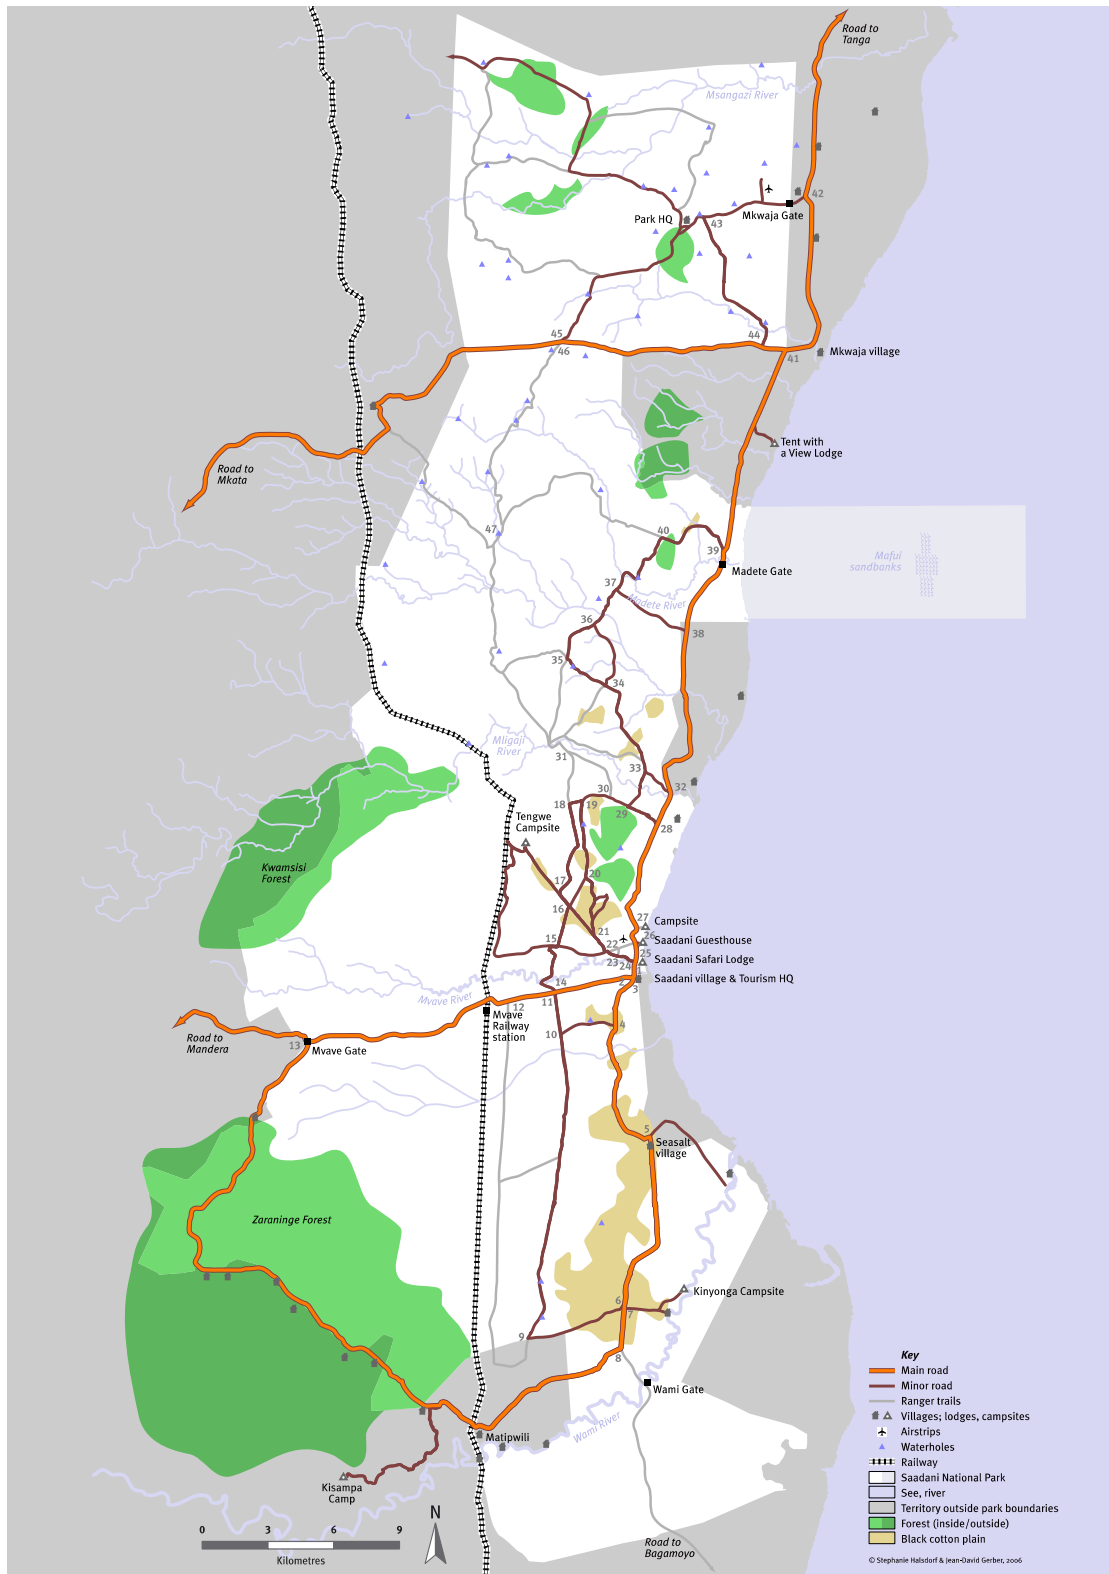 Road to
Tanga
Msangazi River
42
Park HQ
43
Mkwaja Gate
45
46
44
41
Mkwaja village
Tent with
a View Lodge
Road to
Mkata
47
40
39
Mafui
sandbanks
Madete Gate
37
Madete River
36
38
35
34
Mligaji
River
31
33
32
30
18
19
29
28
Tengwe
Campsite
Kwamsisi
Forest
20
17
16
27
Campsite
21
26
Saadani Guesthouse
15
22
25
Saadani Safari Lodge
23
24
1
Saadani village & Tourism HQ
2
3
14
Mvave River
11
12
Mvave
Railway
station
4
10
Road to
Mandera
13
Mvave Gate
5
Seasalt
village
Zaraninge Forest
Kinyonga Campsite
6
7
9
8
Wami Gate
Wami River
Matipwili
Kisampa
Camp
Road to
Bagamoyo
N
0
3
6
9
Kilometres
Key
Main road
Minor road
Ranger trails
Villages; lodges, campsites
Airstrips
Waterholes
Railway
Saadani National Park
See, river
Territory outside park boundaries
Forest (inside/outside)
Black cotton plain
© Stephanie Halsdorf & Jean-David Gerber, 2006